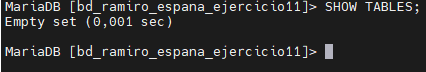 MariaDB [bd_ramiro_espana_ejercicio11]> SHOW TABLES;
Empty set (0,001 sec)
MariaDB [bd_ramiro_espana_ejercicio11]>